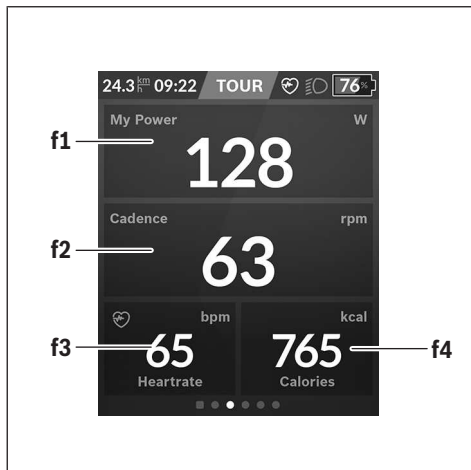 24.3 km/h 09:22 TOUR 76%
My Power W
f1
128
Cadence rpm
f2
63
bpm kcal
f3 65 765 f4
Heartrate Calories